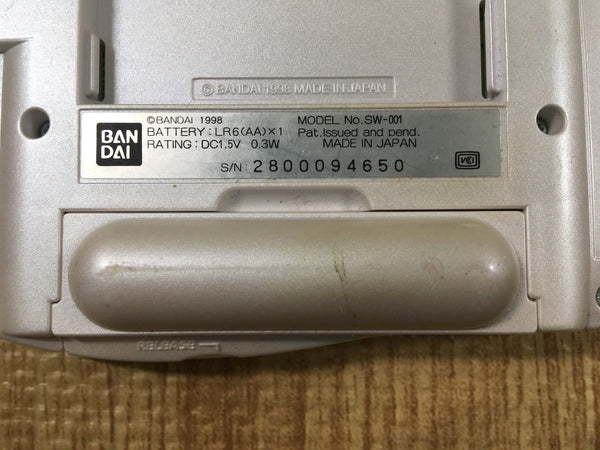 ©BANDAI 1998 MADE IN JAPAN
BAN
DAI
©BANDAI 1998 MODEL No.SW-001
BATTERY:LR6(AA)×1 Pat.Issued and pend.
RATING:DC1.5V 0.3W MADE IN JAPAN
S/N:2800094650
RELEASE